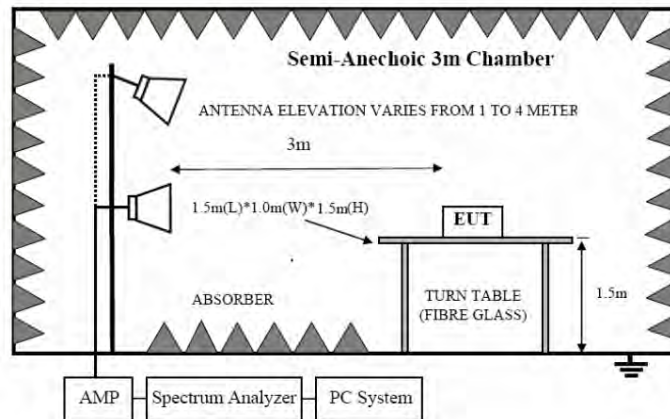 Semi-Anechoic 3m Chamber
ANTENNA ELEVATION VARIES FROM 1 TO 4 METER
3m
1.5m(L)*1.0m(W)*1.5m(H)
EUT
ABSORBER
TURN TABLE
(FIBRE GLASS)
1.5m
AMP
Spectrum Analyzer
PC System